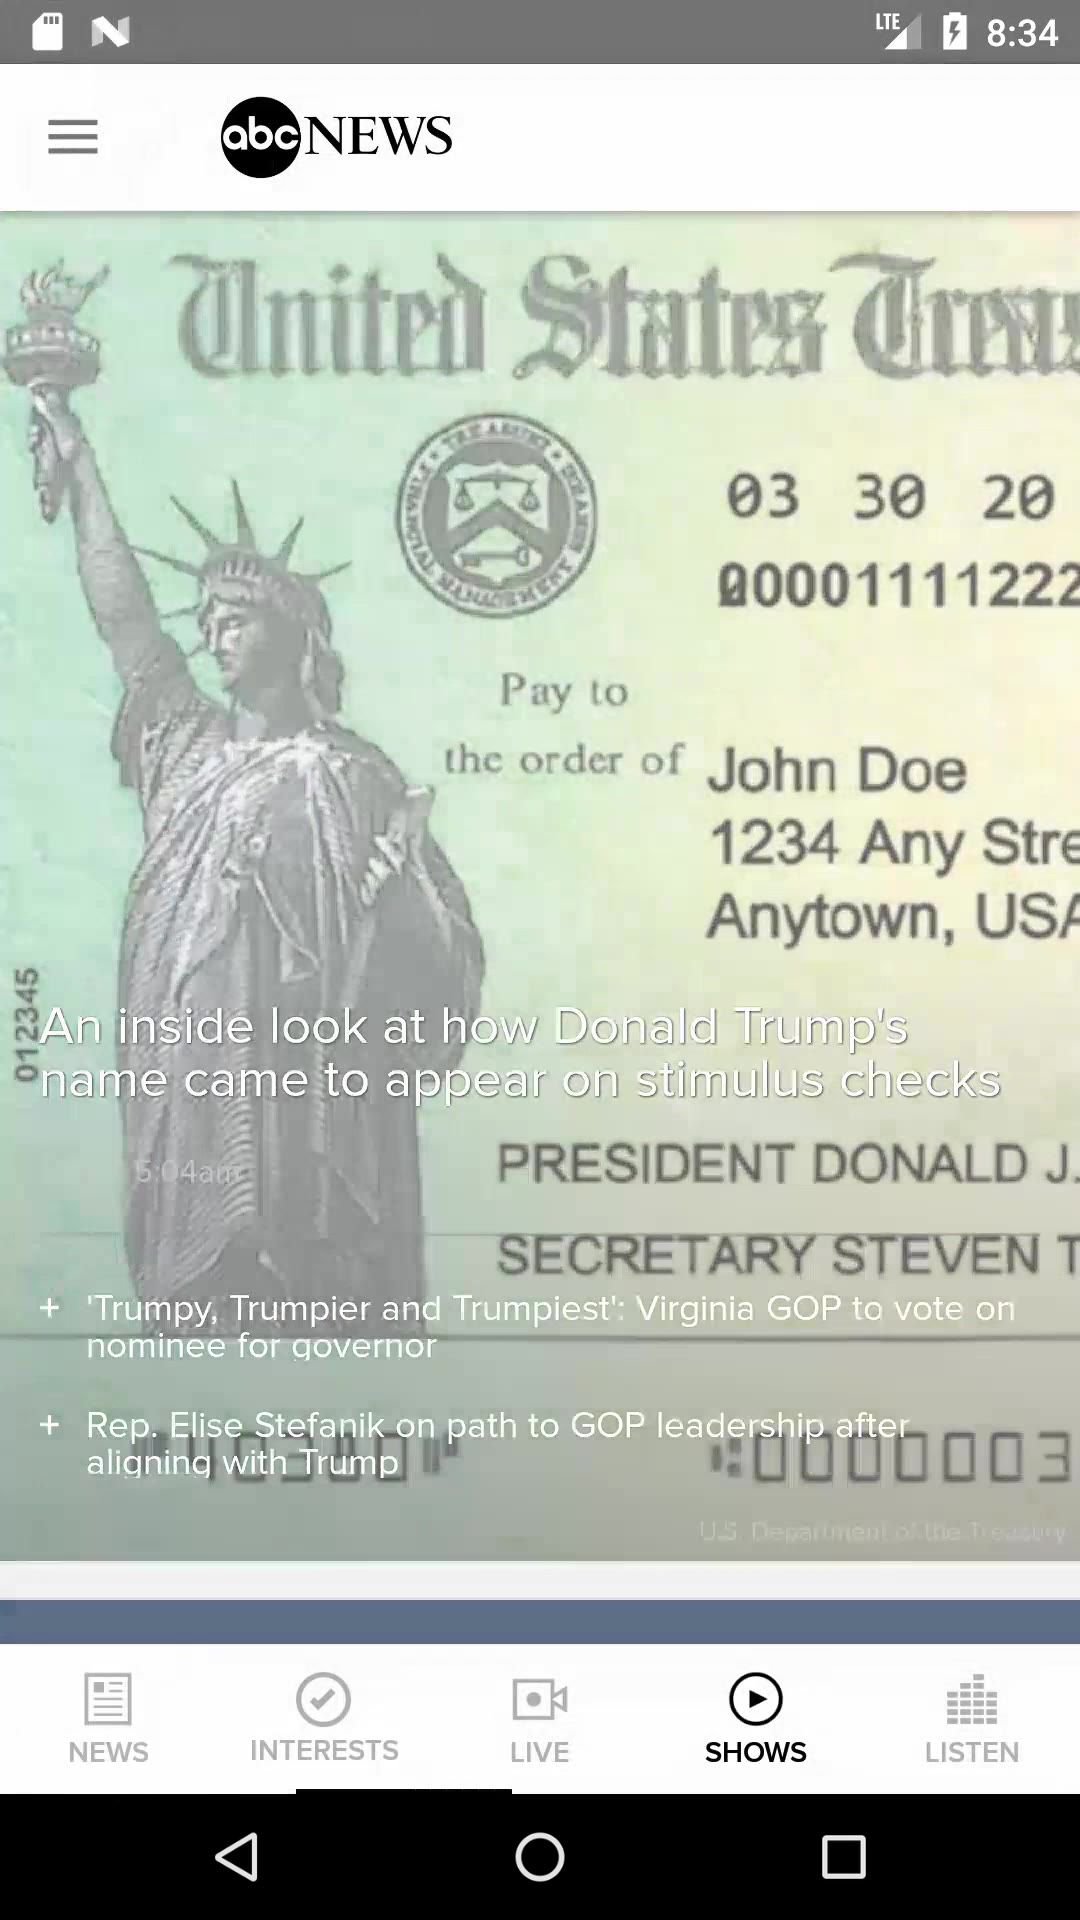 LTE 8:34
abc NEWS
United States Treas
03 30 20
00001111222
Pay to
the order of John Doe
1234 Any Stre
Anytown, USA
012345
An inside look at how Donald Trump's
name came to appear on stimulus checks
PRESIDENT DONALD J.
5:04am
SECRETARY STEVEN T
+ 'Trumpy, Trumpier and Trumpiest': Virginia GOP to vote on
nominee for governor
+ Rep. Elise Stefanik on path to GOP leadership after
aligning with Trump
0000003
U.S. Department of the Treasury
NEWS INTERESTS LIVE SHOWS LISTEN